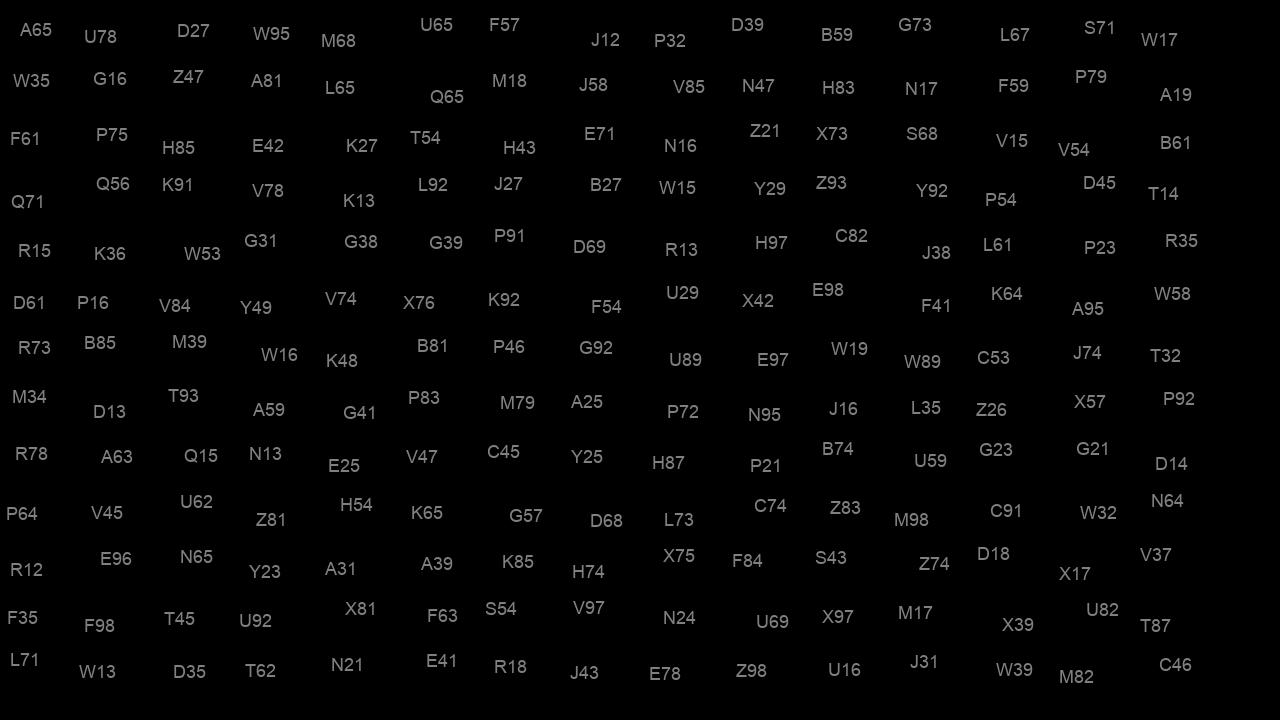 A65 U78 D27 W95 M68 U65 F57 J12 P32 D39 B59 G73 L67 S71 W17
W35 G16 Z47 A81 L65 Q65 M18 J58 V85 N47 H83 N17 F59 P79 A19
F61 P75 H85 E42 K27 T54 H43 E71 N16 Z21 X73 S68 V15 V54 B61
Q71 Q56 K91 V78 K13 L92 J27 B27 W15 Y29 Z93 Y92 P54 D45 T14
R15 K36 W53 G31 G38 G39 P91 D69 R13 H97 C82 J38 L61 P23 R35
D61 P16 V84 Y49 V74 X76 K92 F54 U29 X42 E98 F41 K64 A95 W58
R73 B85 M39 W16 K48 B81 P46 G92 U89 E97 W19 W89 C53 J74 T32
M34 D13 T93 A59 G41 P83 M79 A25 P72 N95 J16 L35 Z26 X57 P92
R78 A63 Q15 N13 E25 V47 C45 Y25 H87 P21 B74 U59 G23 G21 D14
P64 V45 U62 Z81 H54 K65 G57 D68 L73 C74 Z83 M98 C91 W32 N64
R12 E96 N65 Y23 A31 A39 K85 H74 X75 F84 S43 Z74 D18 X17 V37
F35 F98 T45 U92 X81 F63 S54 V97 N24 U69 X97 M17 X39 U82 T87
L71 W13 D35 T62 N21 E41 R18 J43 E78 Z98 U16 J31 W39 M82 C46